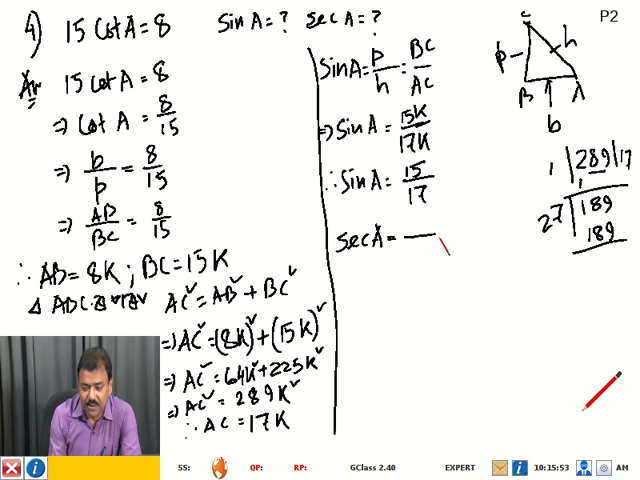 P2
4) 15 Cot A = 8 Sin A = ? Sec A = ?
Ar 15 cot A = 8
=> Cot A = 8/15
=> b/p = 8/15
=> AB/BC = 8/15
∴ AB = 8K ; BC = 15K
AC² = AB² + BC²
=> AC² = (8K)² + (15K)²
=> AC² = 64K² + 225K²
=> AC² = 289K²
∴ AC = 17K
Sin A = p/h = BC/AC
=> Sin A = 15K/17K
∴ Sin A = 15/17
Sec A = —
C
p h
B A
b
1 | 289 | 17
1
27 | 189
189
SS: QP: RP: GClass 2.40 EXPERT 10:15:53